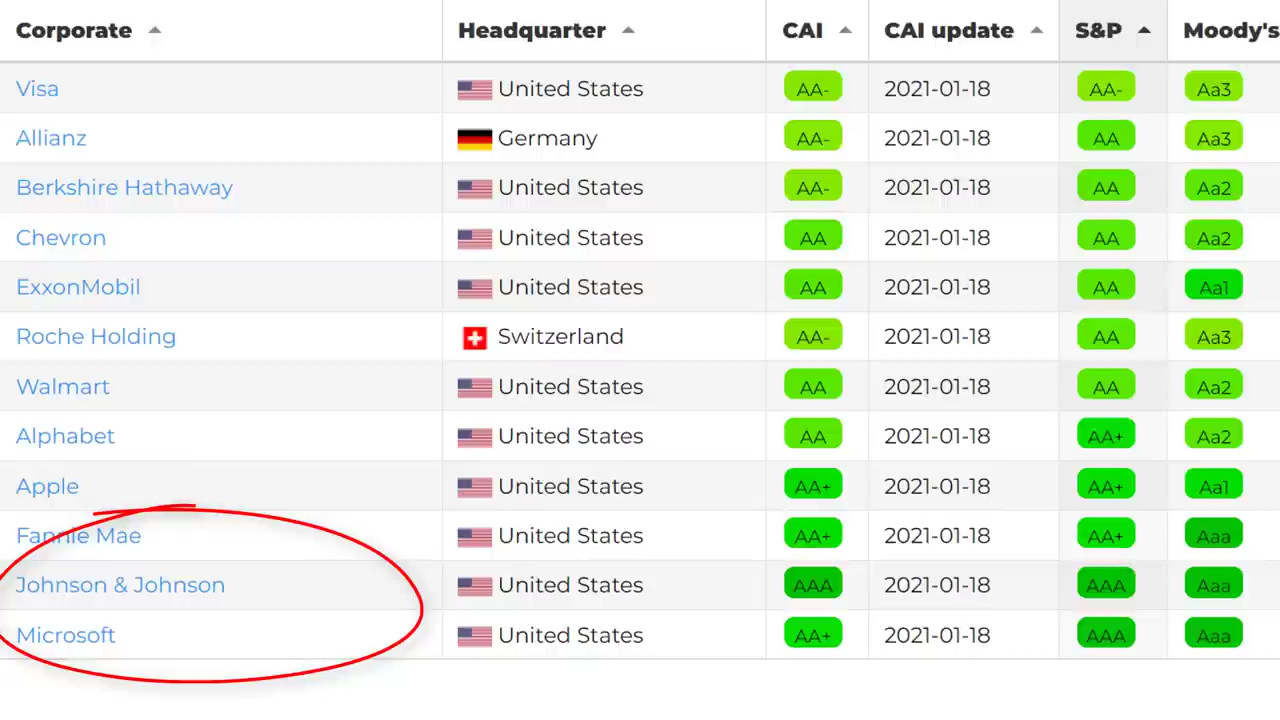 Corporate Headquarter CAI CAI update S&P Moody's
Visa United States AA- 2021-01-18 AA- Aa3
Allianz Germany AA- 2021-01-18 AA Aa3
Berkshire Hathaway United States AA- 2021-01-18 AA Aa2
Chevron United States AA 2021-01-18 AA Aa2
ExxonMobil United States AA 2021-01-18 AA Aa1
Roche Holding Switzerland AA- 2021-01-18 AA Aa3
Walmart United States AA 2021-01-18 AA Aa2
Alphabet United States AA 2021-01-18 AA+ Aa2
Apple United States AA+ 2021-01-18 AA+ Aa1
Fannie Mae United States AA+ 2021-01-18 AA+ Aaa
Johnson & Johnson United States AAA 2021-01-18 AAA Aaa
Microsoft United States AA+ 2021-01-18 AAA Aaa